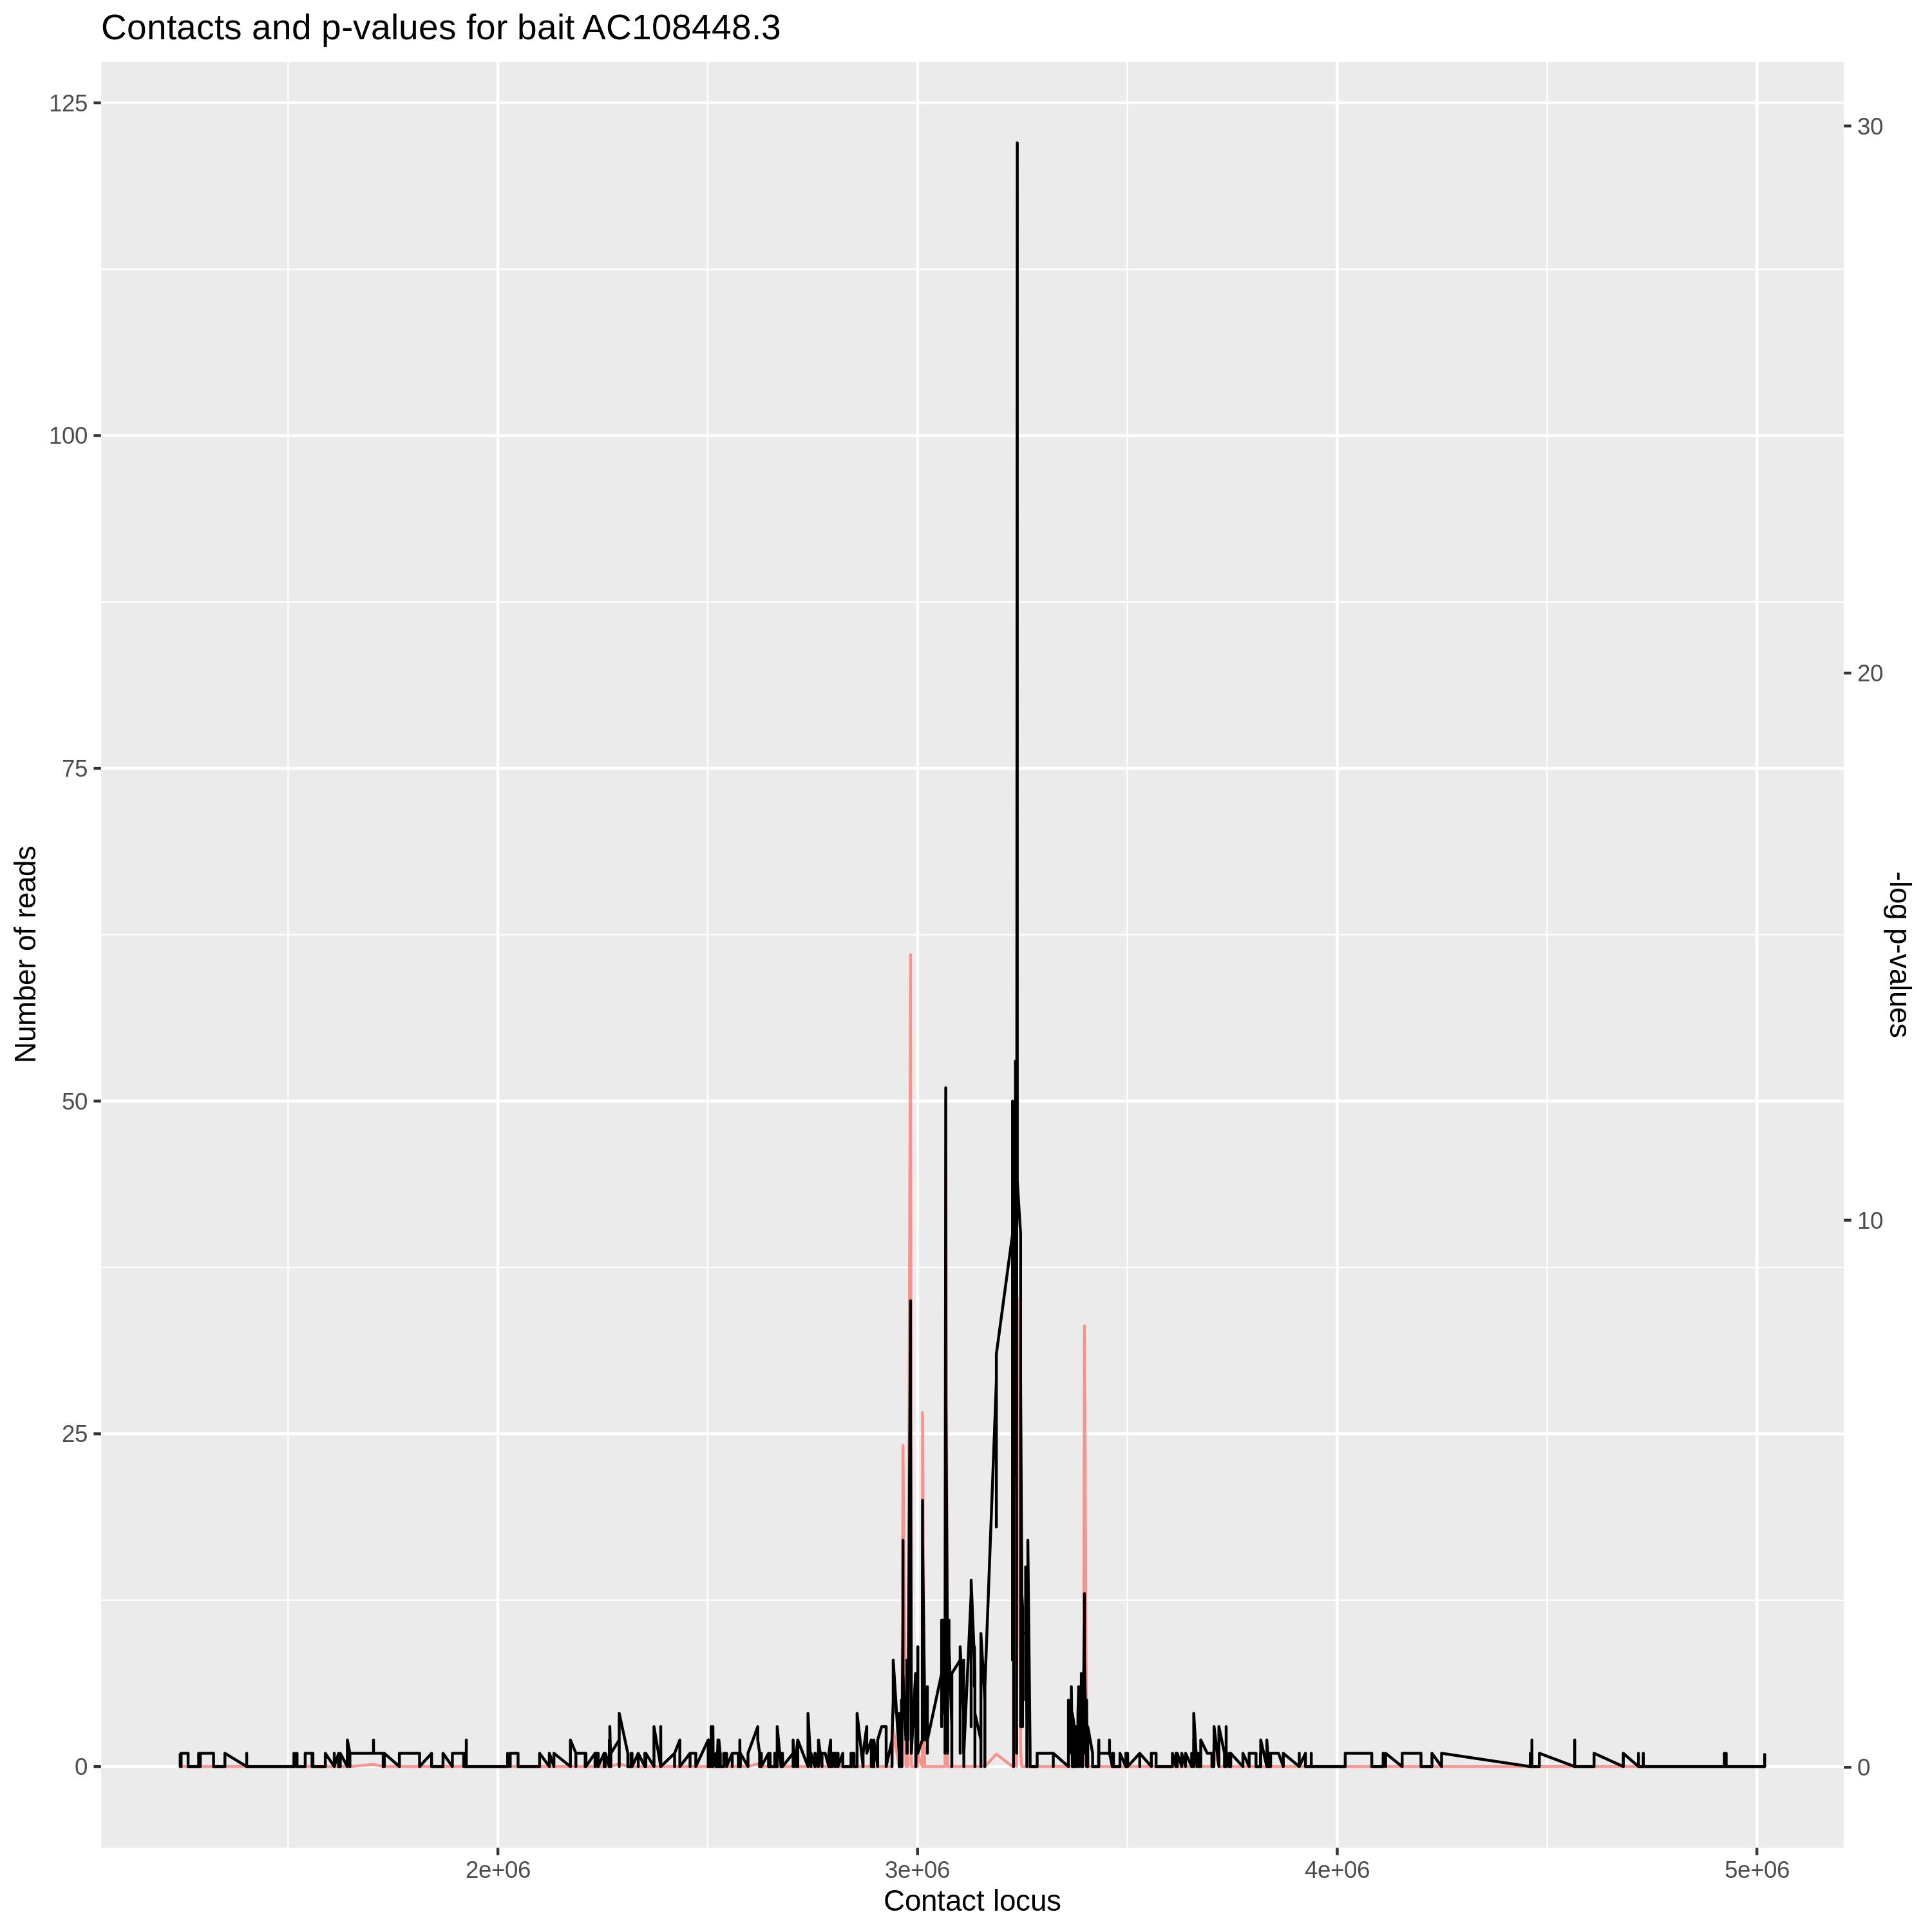 Contacts and p-values for bait AC108448.3
125
100
75
50
25
0
Number of reads
30
20
10
0
-log p-values
2e+06
3e+06
4e+06
5e+06
Contact locus